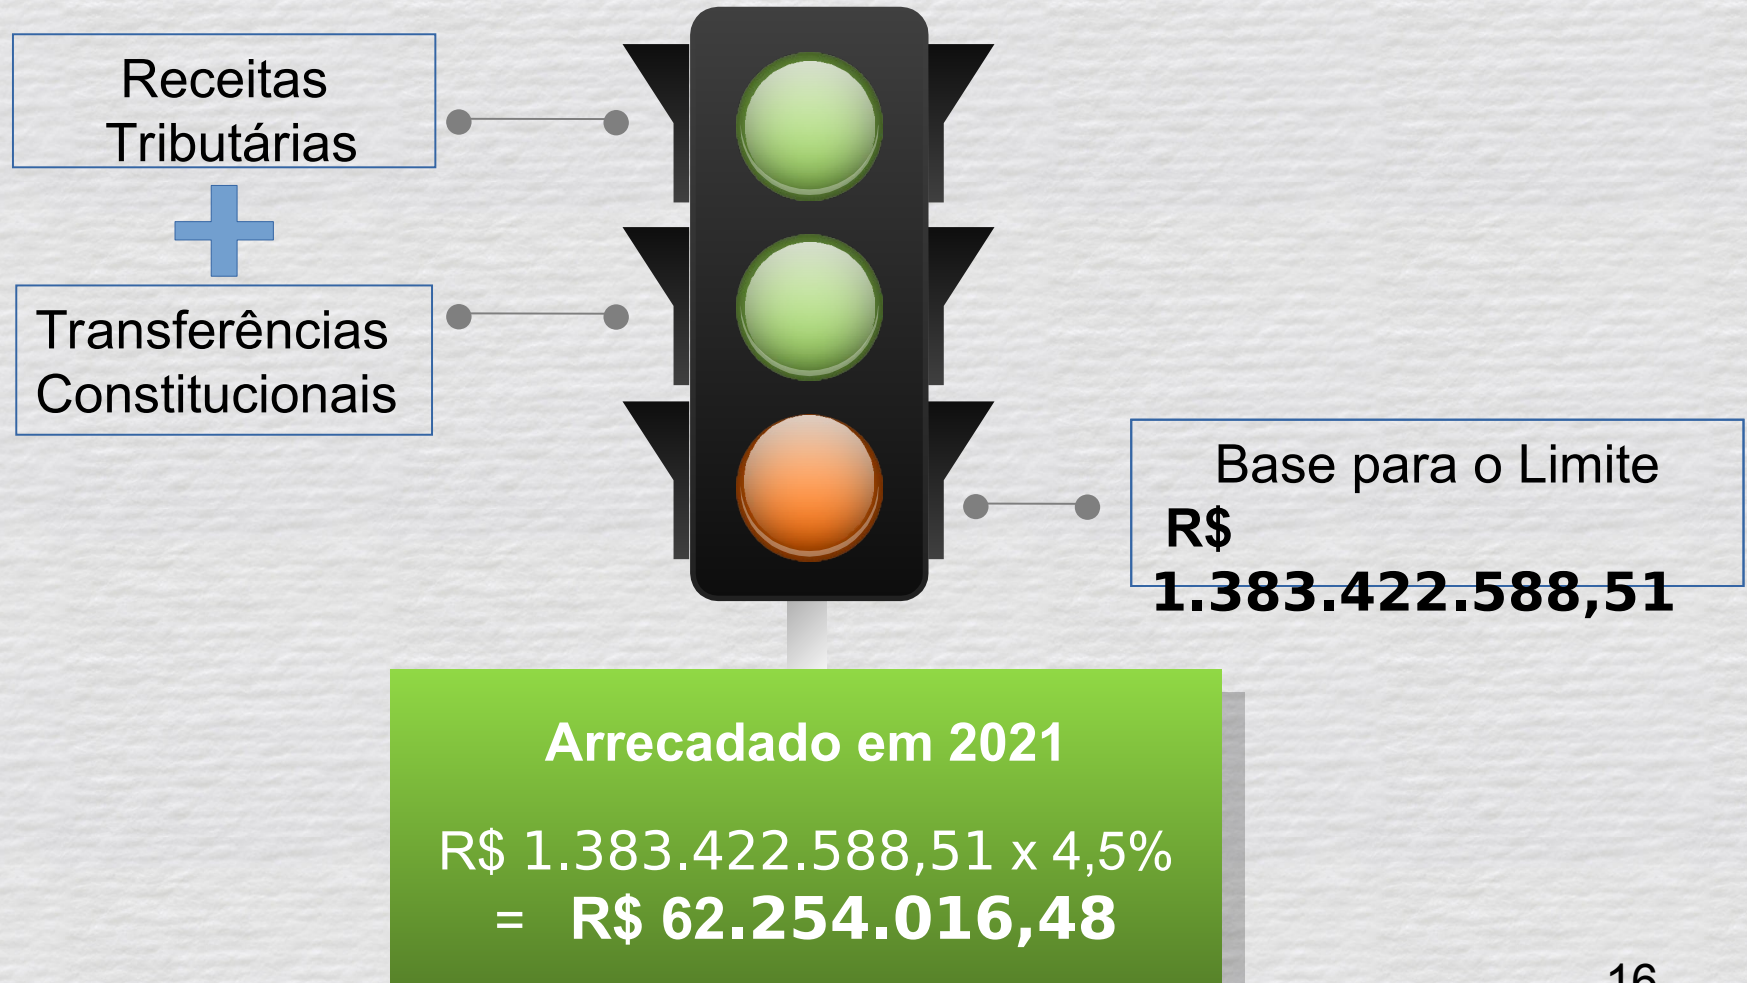 Receitas
Tributárias
Transferências
Constitucionais
Base para o Limite
R$
1.383.422.588,51
Arrecadado em 2021
R$ 1.383.422.588,51 x 4,5%
= R$ 62.254.016,48
16